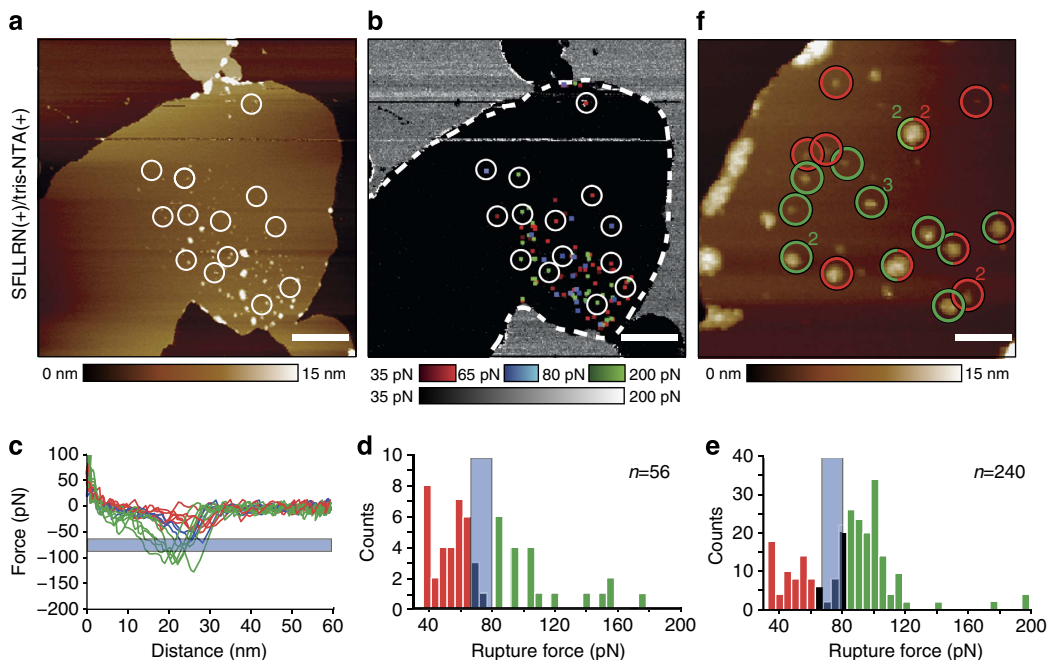 a
b
f
SFLLRN(+)/tris-NTA(+)
2
2
3
2
2
0 nm
15 nm
35 pN
65 pN
80 pN
200 pN
35 pN
200 pN
0 nm
15 nm
c
100
50
0
−50
−100
−150
−200
Force (pN)
0
10
20
30
40
50
60
Distance (nm)
d
n=56
10
8
6
4
2
0
Counts
40
80
120
160
200
Rupture force (pN)
e
n=240
40
30
20
10
0
Counts
40
80
120
160
200
Rupture force (pN)